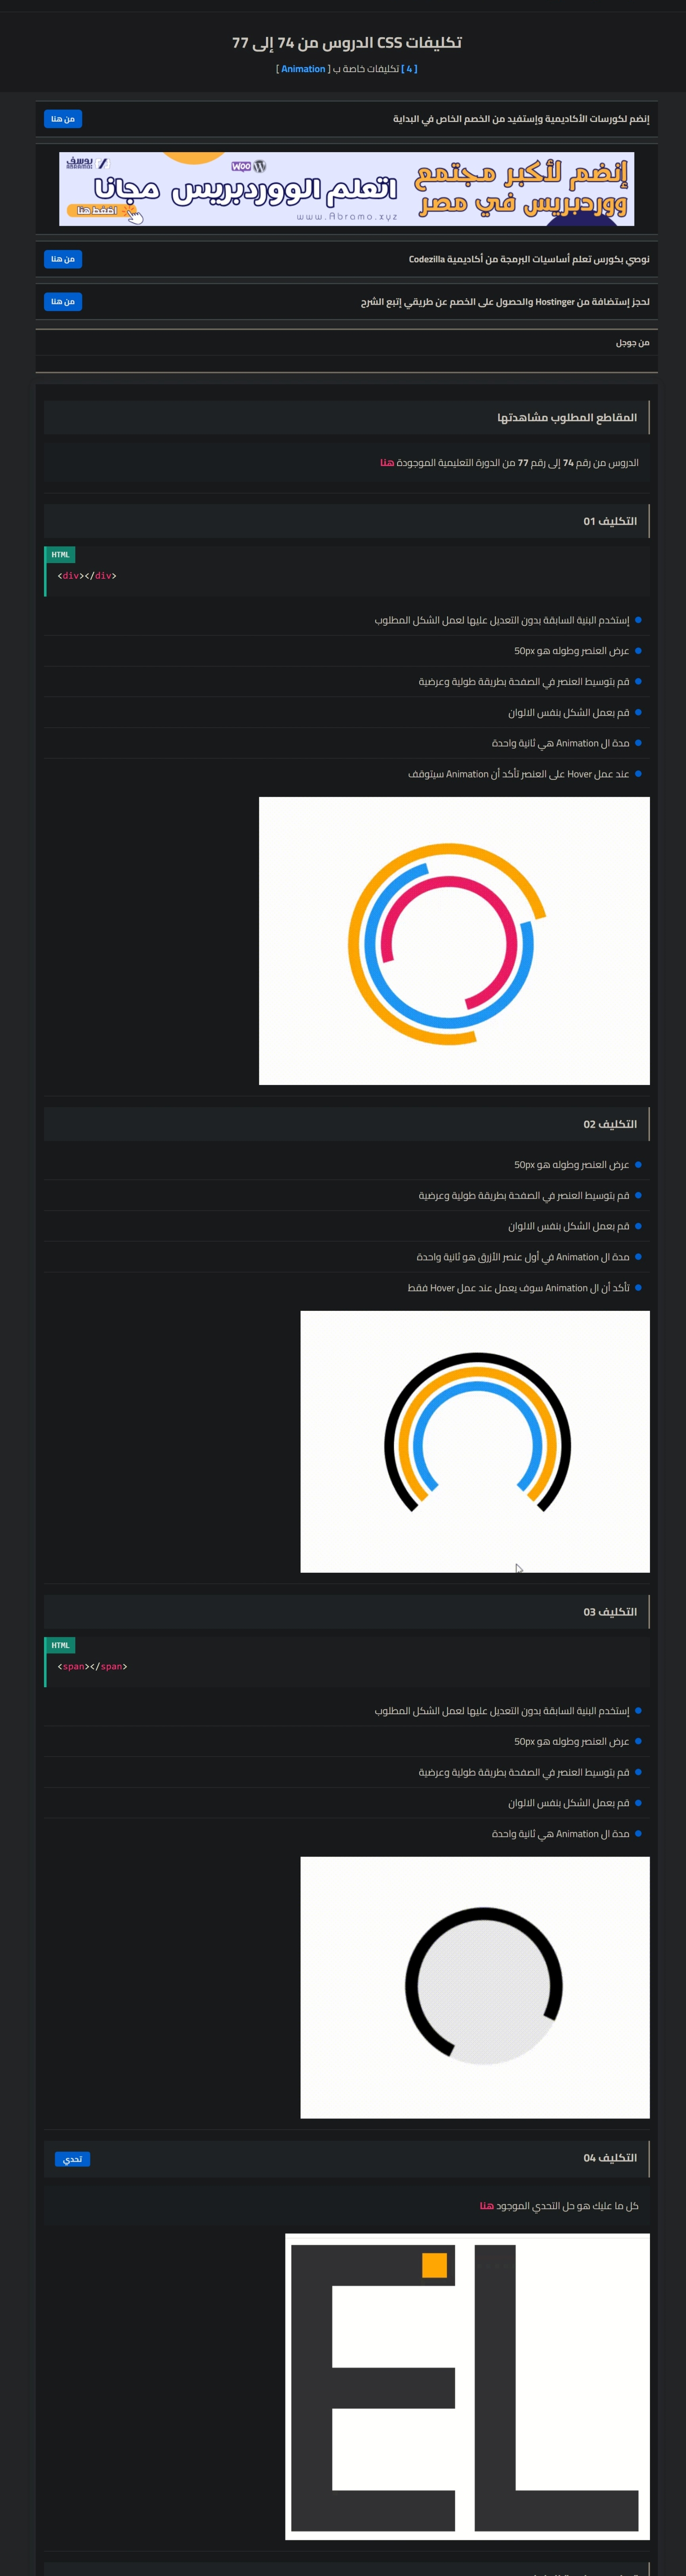 تكليفات CSS الدروس من 74 إلى 77
[ 4 ] تكليفات خاصة ب [ Animation ]
إنضم لكورسات الأكاديمية وإستفيد من الخصم الخاص في البداية
من هنا
إنضم لأكبر مجتمع
ووردبريس في مصر
WOO
اتعلم الووردبريس مجانا
www.Abramo.xyz
اضغط هنا
نوصي بكورس تعلم أساسيات البرمجة من أكاديمية Codezilla
من هنا
لحجز إستضافة من Hostinger والحصول على الخصم عن طريقي إتبع الشرح
من هنا
من جوجل
المقاطع المطلوب مشاهدتها
الدروس من رقم 74 إلى رقم 77 من الدورة التعليمية الموجودة هنا
التكليف 01
HTML
<div></div>
إستخدم البنية السابقة بدون التعديل عليها لعمل الشكل المطلوب
عرض العنصر وطوله هو 50px
قم بتوسيط العنصر في الصفحة بطريقة طولية وعرضية
قم بعمل الشكل بنفس الالوان
مدة ال Animation هي ثانية واحدة
عند عمل Hover على العنصر تأكد أن Animation سيتوقف
التكليف 02
عرض العنصر وطوله هو 50px
قم بتوسيط العنصر في الصفحة بطريقة طولية وعرضية
قم بعمل الشكل بنفس الالوان
مدة ال Animation في أول عنصر الأزرق هو ثانية واحدة
تأكد أن ال Animation سوف يعمل عند عمل Hover فقط
التكليف 03
HTML
<span></span>
إستخدم البنية السابقة بدون التعديل عليها لعمل الشكل المطلوب
عرض العنصر وطوله هو 50px
قم بتوسيط العنصر في الصفحة بطريقة طولية وعرضية
قم بعمل الشكل بنفس الالوان
مدة ال Animation هي ثانية واحدة
التكليف 04
تحدي
كل ما عليك هو حل التحدي الموجود هنا
EL